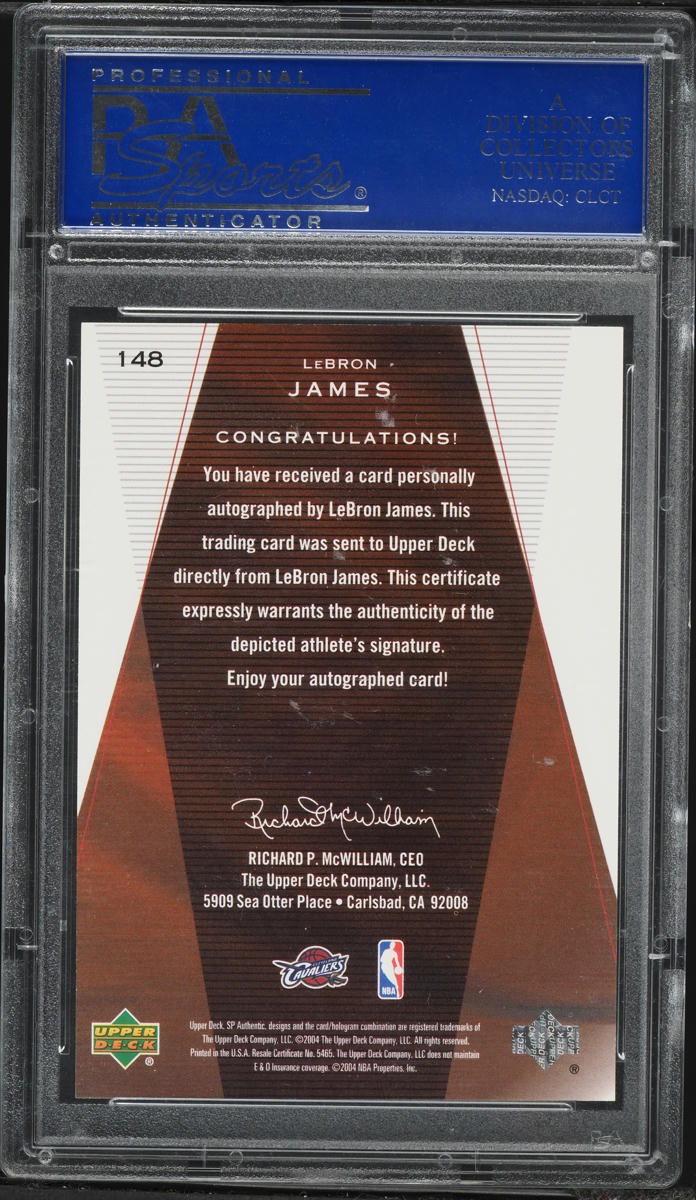 PROFESSIONAL
PSA
Sports®
AUTHENTICATOR
A
DIVISION OF
COLLECTORS
UNIVERSE
NASDAQ: CLCT
148
LEBRON
JAMES
CONGRATULATIONS!
You have received a card personally
autographed by LeBron James. This
trading card was sent to Upper Deck
directly from LeBron James. This certificate
expressly warrants the authenticity of the
depicted athlete's signature.
Enjoy your autographed card!
Richard P. McWilliam
RICHARD P. McWILLIAM, CEO
The Upper Deck Company, LLC.
5909 Sea Otter Place • Carlsbad, CA 92008
CLEVELAND
CAVALIERS
NBA
UPPER
D·E·C·K
®
Upper Deck, SP Authentic, designs and the card/hologram combination are registered trademarks of
The Upper Deck Company, LLC. ©2004 The Upper Deck Company, LLC. All rights reserved.
Printed in the U.S.A. Resale Certificate No. 5465. The Upper Deck Company, LLC does not maintain
E & O Insurance coverage. ©2004 NBA Properties, Inc.
UPPER
DECK
®
PSA